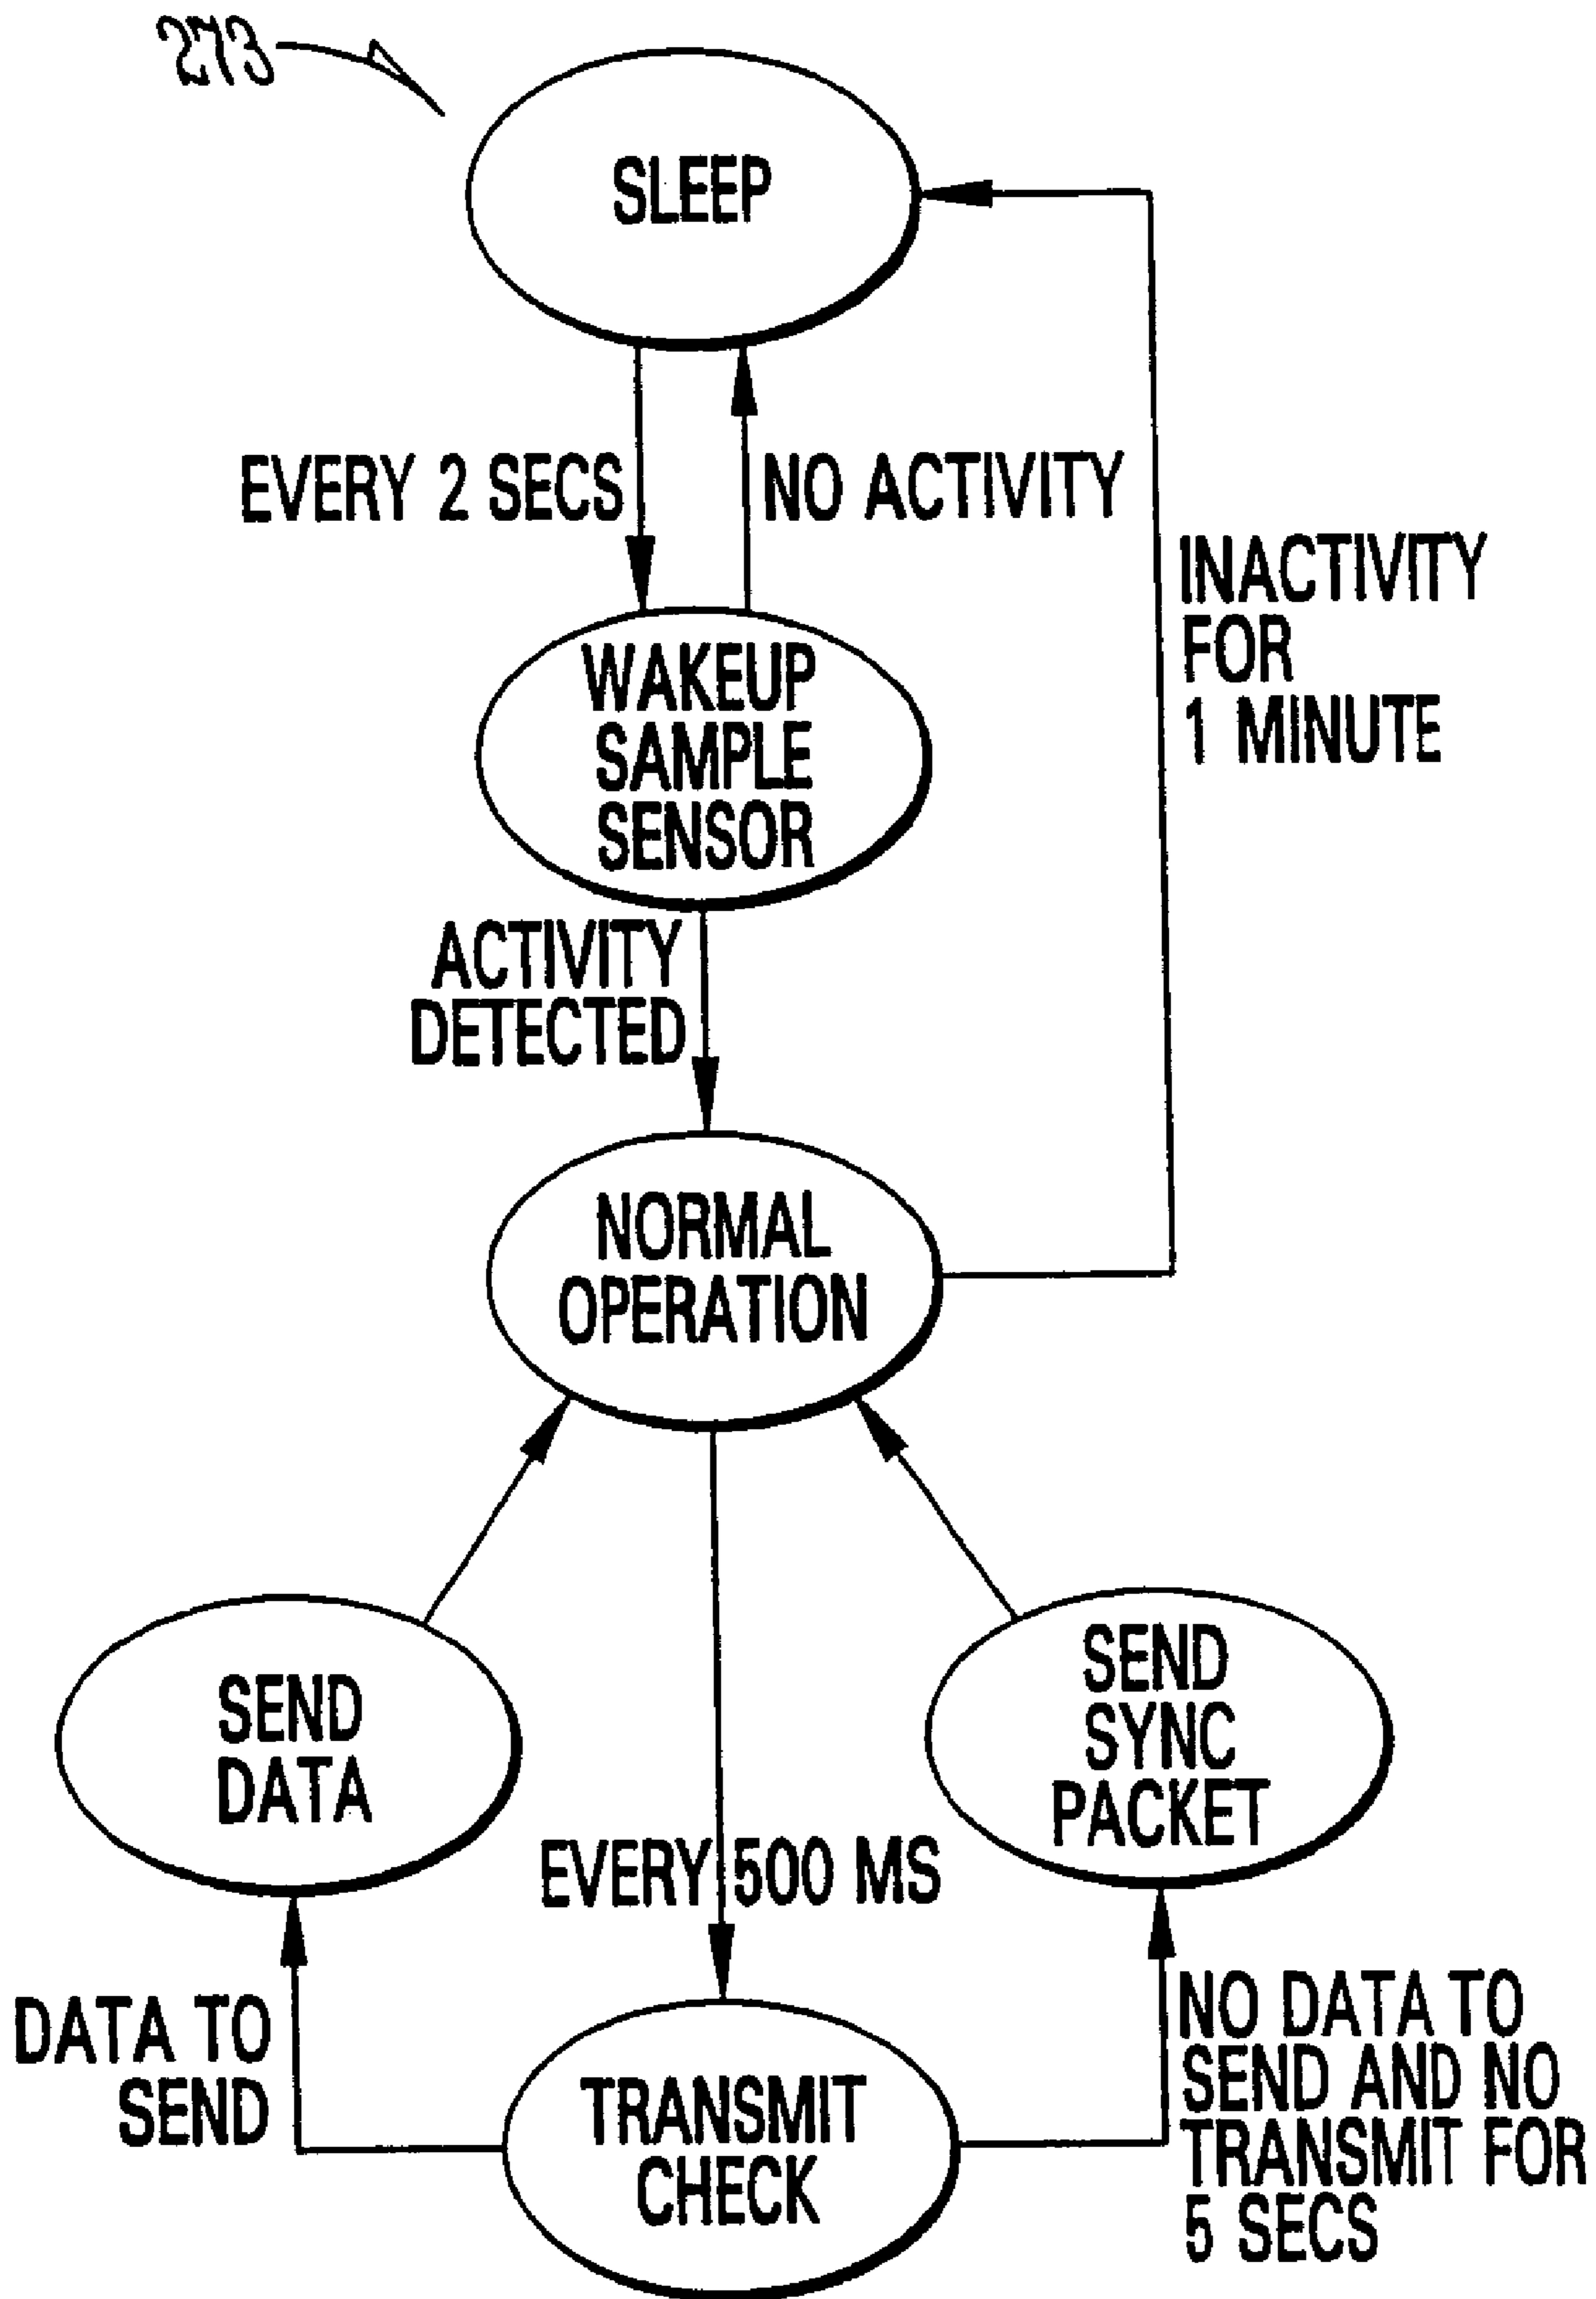 273
SLEEP
EVERY 2 SECS
NO ACTIVITY
INACTIVITY
FOR
1 MINUTE
WAKEUP
SAMPLE
SENSOR
ACTIVITY
DETECTED
NORMAL
OPERATION
SEND
DATA
SEND
SYNC
PACKET
EVERY 500 MS
DATA TO
SEND
NO DATA TO
SEND AND NO
TRANSMIT FOR
5 SECS
TRANSMIT
CHECK